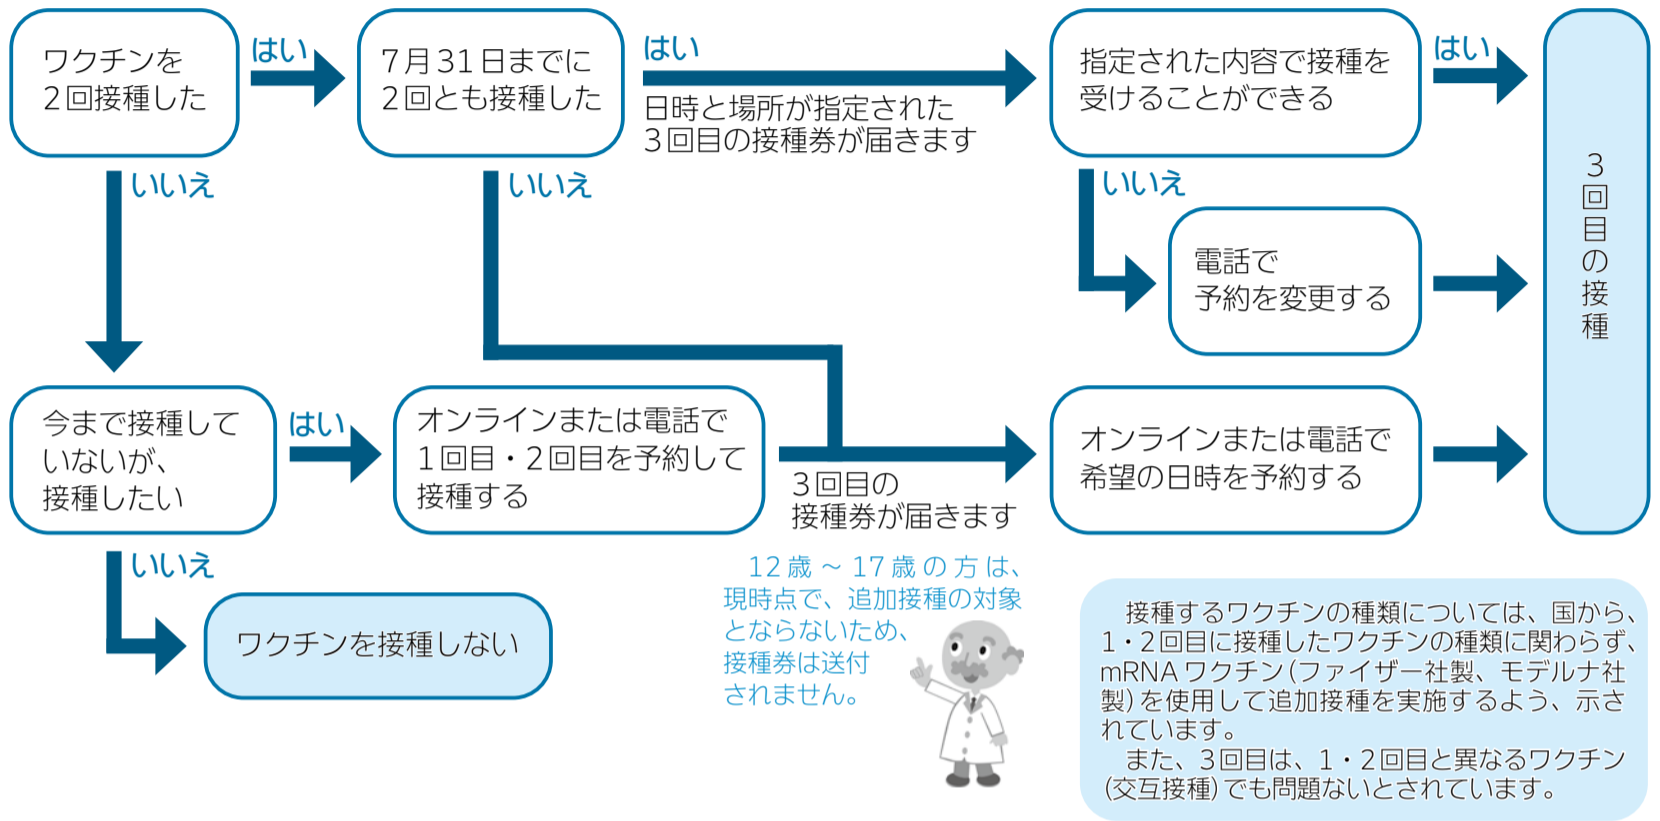 ワクチンを
2回接種した
はい
7月31日までに
2回とも接種した
はい
日時と場所が指定された
3回目の接種券が届きます
指定された内容で接種を
受けることができる
はい
3回目の接種
いいえ
いいえ
いいえ
電話で
予約を変更する
今まで接種して
いないが、
接種したい
はい
オンラインまたは電話で
1回目・2回目を予約して
接種する
3回目の
接種券が届きます
オンラインまたは電話で
希望の日時を予約する
いいえ
ワクチンを接種しない
12歳～17歳の方は、
現時点で、追加接種の対象
とならないため、
接種券は送付
されません。
接種するワクチンの種類については、国から、
1・2回目に接種したワクチンの種類に関わらず、
mRNAワクチン(ファイザー社製、モデルナ社
製)を使用して追加接種を実施するよう、示さ
れています。
また、3回目は、1・2回目と異なるワクチン
(交互接種)でも問題ないとされています。